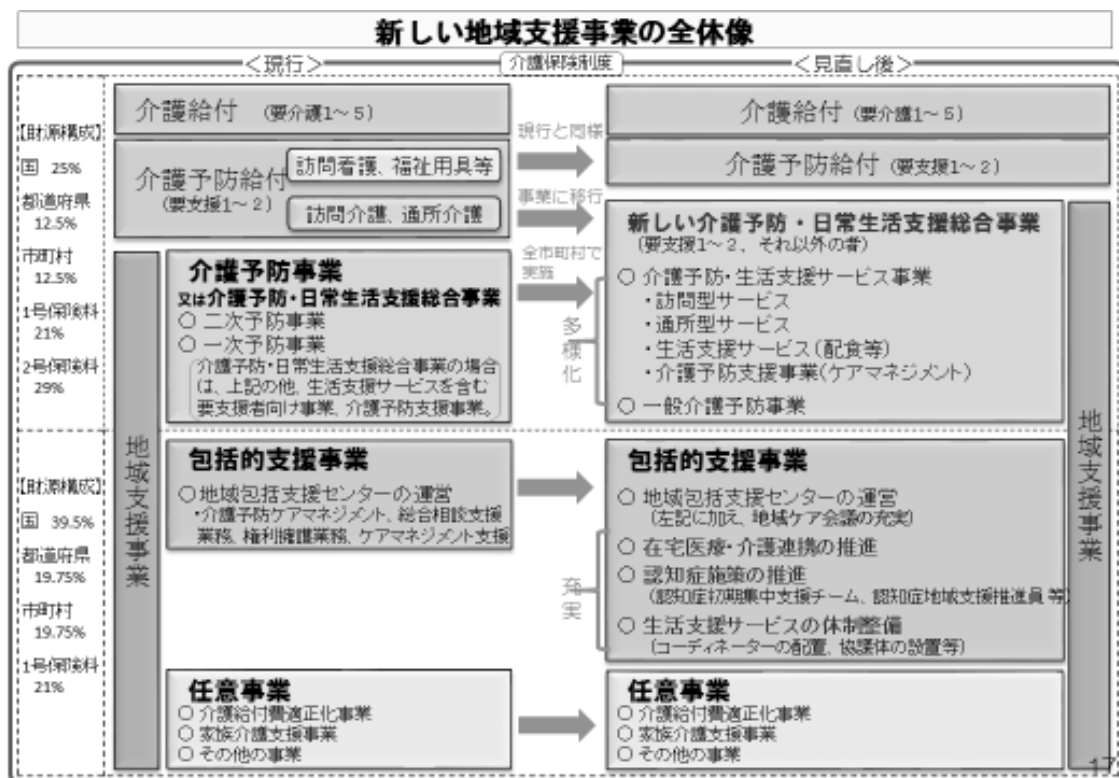 新しい地域支援事業の全体像
<現行>
介護保険制度
<見直し後>
【財源構成】
国 25%
都道府県
12.5%
市町村
12.5%
1号保険料
21%
2号保険料
29%
【財源構成】
国 39.5%
都道府県
19.75%
市町村
19.75%
1号保険料
21%
介護給付 (要介護1~5)
介護予防給付
(要支援1~2)
訪問看護、福祉用具等
訪問介護、通所介護
地域支援事業
介護予防事業
又は介護予防・日常生活支援総合事業
○ 二次予防事業
○ 一次予防事業
介護予防・日常生活支援総合事業の場合
は、上記の他、生活支援サービスを含む
要支援者向け事業、介護予防支援事業。
包括的支援事業
○地域包括支援センターの運営
・介護予防ケアマネジメント、総合相談支援
業務、権利擁護業務、ケアマネジメント支援
任意事業
○ 介護給付費適正化事業
○ 家族介護支援事業
○ その他の事業
現行と同様
事業に移行
全市町村で
実施
多様化
充実
介護給付 (要介護1~5)
介護予防給付 (要支援1~2)
新しい介護予防・日常生活支援総合事業
(要支援1~2、それ以外の者)
○ 介護予防・生活支援サービス事業
・訪問型サービス
・通所型サービス
・生活支援サービス(配食等)
・介護予防支援事業(ケアマネジメント)
○ 一般介護予防事業
包括的支援事業
○ 地域包括支援センターの運営
(左記に加え、地域ケア会議の充実)
○ 在宅医療・介護連携の推進
○ 認知症施策の推進
(認知症初期集中支援チーム、認知症地域支援推進員 等)
○ 生活支援サービスの体制整備
(コーディネーターの配置、協議体の設置等)
任意事業
○ 介護給付費適正化事業
○ 家族介護支援事業
○ その他の事業
地域支援事業
17